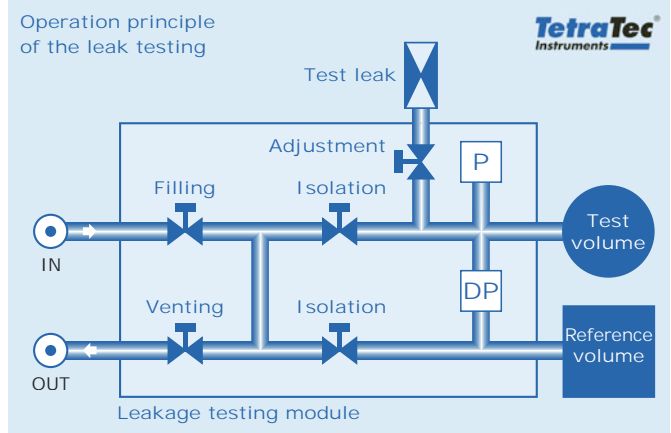 Operation principle
of the leak testing
TetraTec®
Instruments
Test leak
Adjustment
P
Filling
Isolation
Test
volume
IN
DP
Venting
Isolation
Reference
volume
OUT
Leakage testing module